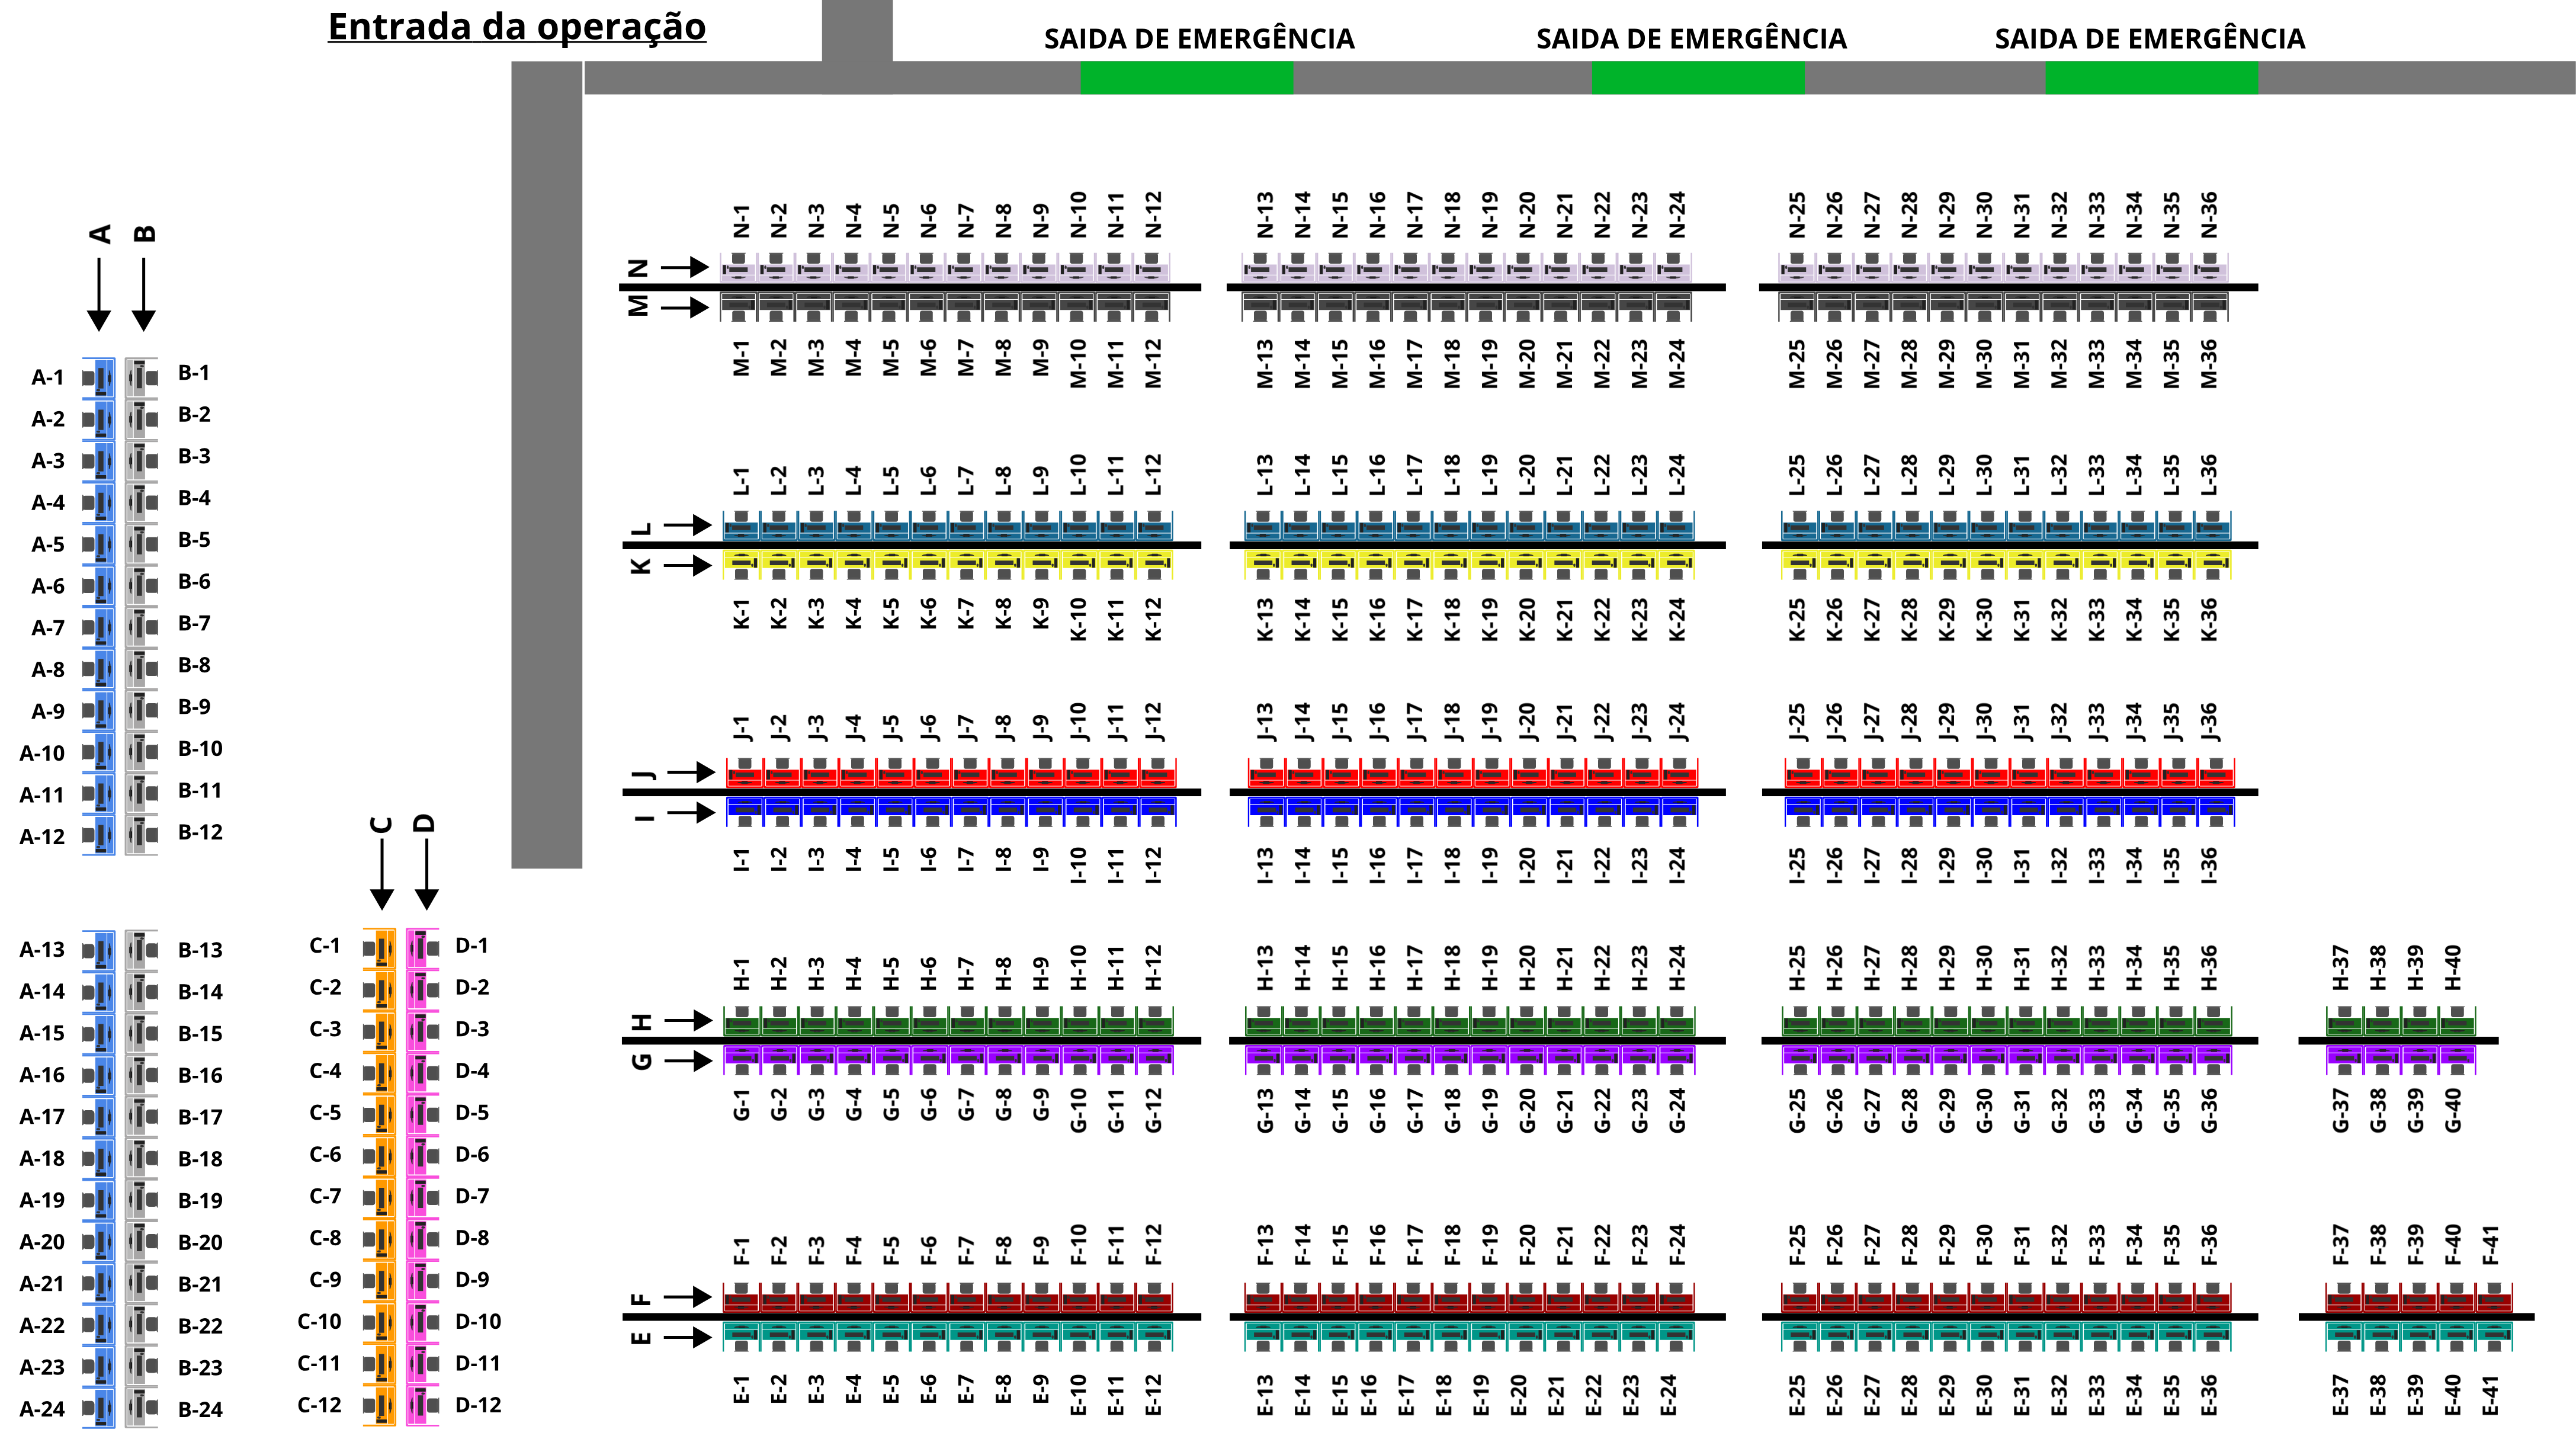 Entrada da operação
SAIDA DE EMERGÊNCIA SAIDA DE EMERGÊNCIA SAIDA DE EMERGÊNCIA
A B
A-1 B-1
A-2 B-2
A-3 B-3
A-4 B-4
A-5 B-5
A-6 B-6
A-7 B-7
A-8 B-8
A-9 B-9
A-10 B-10
A-11 B-11
A-12 B-12
A-13 B-13
A-14 B-14
A-15 B-15
A-16 B-16
A-17 B-17
A-18 B-18
A-19 B-19
A-20 B-20
A-21 B-21
A-22 B-22
A-23 B-23
A-24 B-24
C D
C-1 D-1
C-2 D-2
C-3 D-3
C-4 D-4
C-5 D-5
C-6 D-6
C-7 D-7
C-8 D-8
C-9 D-9
C-10 D-10
C-11 D-11
C-12 D-12
N-1 N-2 N-3 N-4 N-5 N-6 N-7 N-8 N-9 N-10 N-11 N-12 N-13 N-14 N-15 N-16 N-17 N-18 N-19 N-20 N-21 N-22 N-23 N-24 N-25 N-26 N-27 N-28 N-29 N-30 N-31 N-32 N-33 N-34 N-35 N-36
N
M
M-1 M-2 M-3 M-4 M-5 M-6 M-7 M-8 M-9 M-10 M-11 M-12 M-13 M-14 M-15 M-16 M-17 M-18 M-19 M-20 M-21 M-22 M-23 M-24 M-25 M-26 M-27 M-28 M-29 M-30 M-31 M-32 M-33 M-34 M-35 M-36
L-1 L-2 L-3 L-4 L-5 L-6 L-7 L-8 L-9 L-10 L-11 L-12 L-13 L-14 L-15 L-16 L-17 L-18 L-19 L-20 L-21 L-22 L-23 L-24 L-25 L-26 L-27 L-28 L-29 L-30 L-31 L-32 L-33 L-34 L-35 L-36
L
K
K-1 K-2 K-3 K-4 K-5 K-6 K-7 K-8 K-9 K-10 K-11 K-12 K-13 K-14 K-15 K-16 K-17 K-18 K-19 K-20 K-21 K-22 K-23 K-24 K-25 K-26 K-27 K-28 K-29 K-30 K-31 K-32 K-33 K-34 K-35 K-36
J-1 J-2 J-3 J-4 J-5 J-6 J-7 J-8 J-9 J-10 J-11 J-12 J-13 J-14 J-15 J-16 J-17 J-18 J-19 J-20 J-21 J-22 J-23 J-24 J-25 J-26 J-27 J-28 J-29 J-30 J-31 J-32 J-33 J-34 J-35 J-36
J
I
I-1 I-2 I-3 I-4 I-5 I-6 I-7 I-8 I-9 I-10 I-11 I-12 I-13 I-14 I-15 I-16 I-17 I-18 I-19 I-20 I-21 I-22 I-23 I-24 I-25 I-26 I-27 I-28 I-29 I-30 I-31 I-32 I-33 I-34 I-35 I-36
H-1 H-2 H-3 H-4 H-5 H-6 H-7 H-8 H-9 H-10 H-11 H-12 H-13 H-14 H-15 H-16 H-17 H-18 H-19 H-20 H-21 H-22 H-23 H-24 H-25 H-26 H-27 H-28 H-29 H-30 H-31 H-32 H-33 H-34 H-35 H-36 H-37 H-38 H-39 H-40
H
G
G-1 G-2 G-3 G-4 G-5 G-6 G-7 G-8 G-9 G-10 G-11 G-12 G-13 G-14 G-15 G-16 G-17 G-18 G-19 G-20 G-21 G-22 G-23 G-24 G-25 G-26 G-27 G-28 G-29 G-30 G-31 G-32 G-33 G-34 G-35 G-36 G-37 G-38 G-39 G-40
F-1 F-2 F-3 F-4 F-5 F-6 F-7 F-8 F-9 F-10 F-11 F-12 F-13 F-14 F-15 F-16 F-17 F-18 F-19 F-20 F-21 F-22 F-23 F-24 F-25 F-26 F-27 F-28 F-29 F-30 F-31 F-32 F-33 F-34 F-35 F-36 F-37 F-38 F-39 F-40 F-41
F
E
E-1 E-2 E-3 E-4 E-5 E-6 E-7 E-8 E-9 E-10 E-11 E-12 E-13 E-14 E-15 E-16 E-17 E-18 E-19 E-20 E-21 E-22 E-23 E-24 E-25 E-26 E-27 E-28 E-29 E-30 E-31 E-32 E-33 E-34 E-35 E-36 E-37 E-38 E-39 E-40 E-41